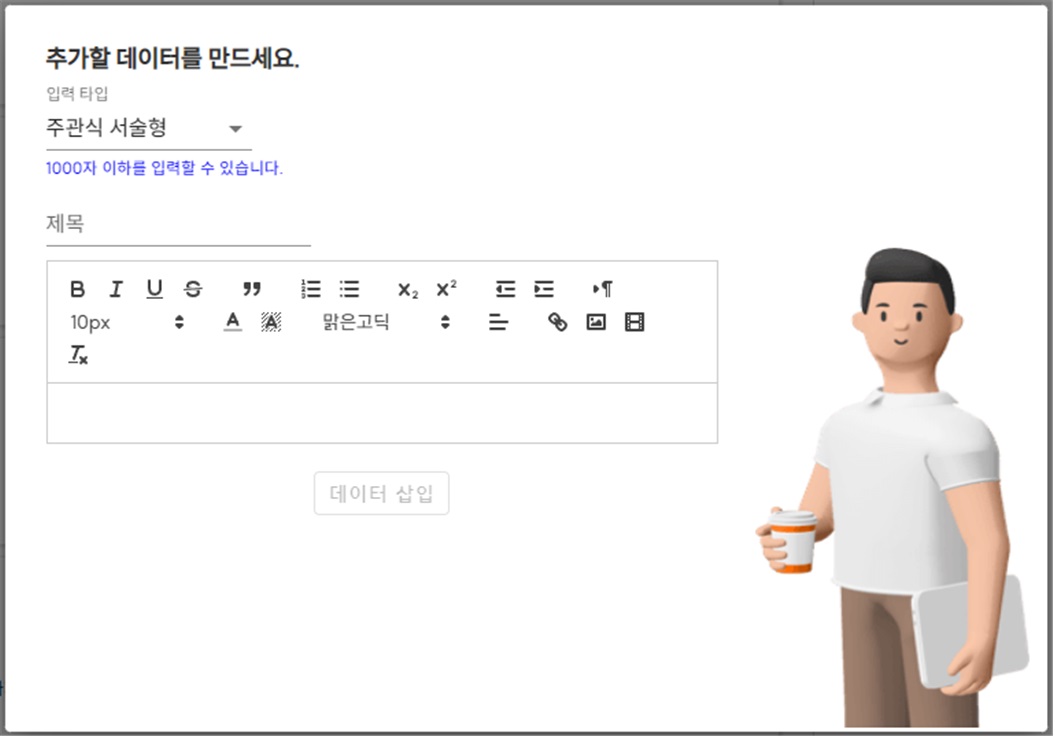 추가할 데이터를 만드세요.
입력 타입
주관식 서술형
1000자 이하를 입력할 수 있습니다.
제목
B I U S ❞ X₂ X²
10px A A 맑은고딕
Tx
데이터 삽입